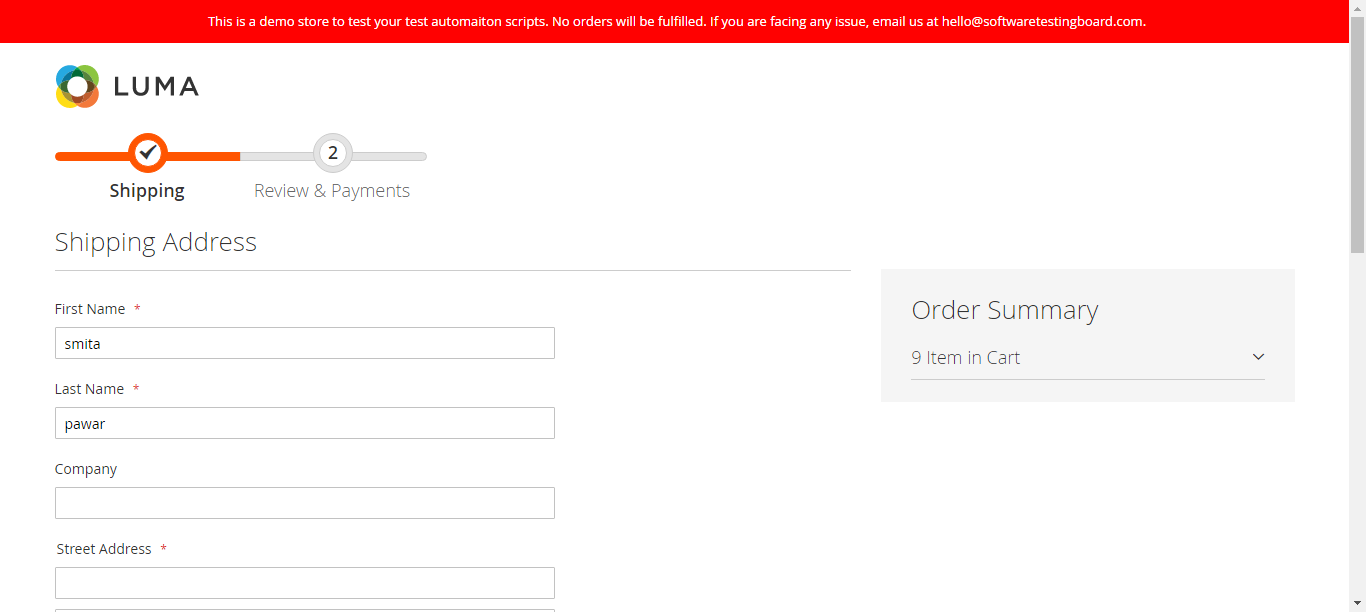 This is a demo store to test your test automaiton scripts. No orders will be fulfilled. If you are facing any issue, email us at hello@softwaretestingboard.com.
LUMA
2
Shipping
Review & Payments
Shipping Address
First Name *
smita
Last Name *
pawar
Company
Street Address *
Order Summary
9 Item in Cart